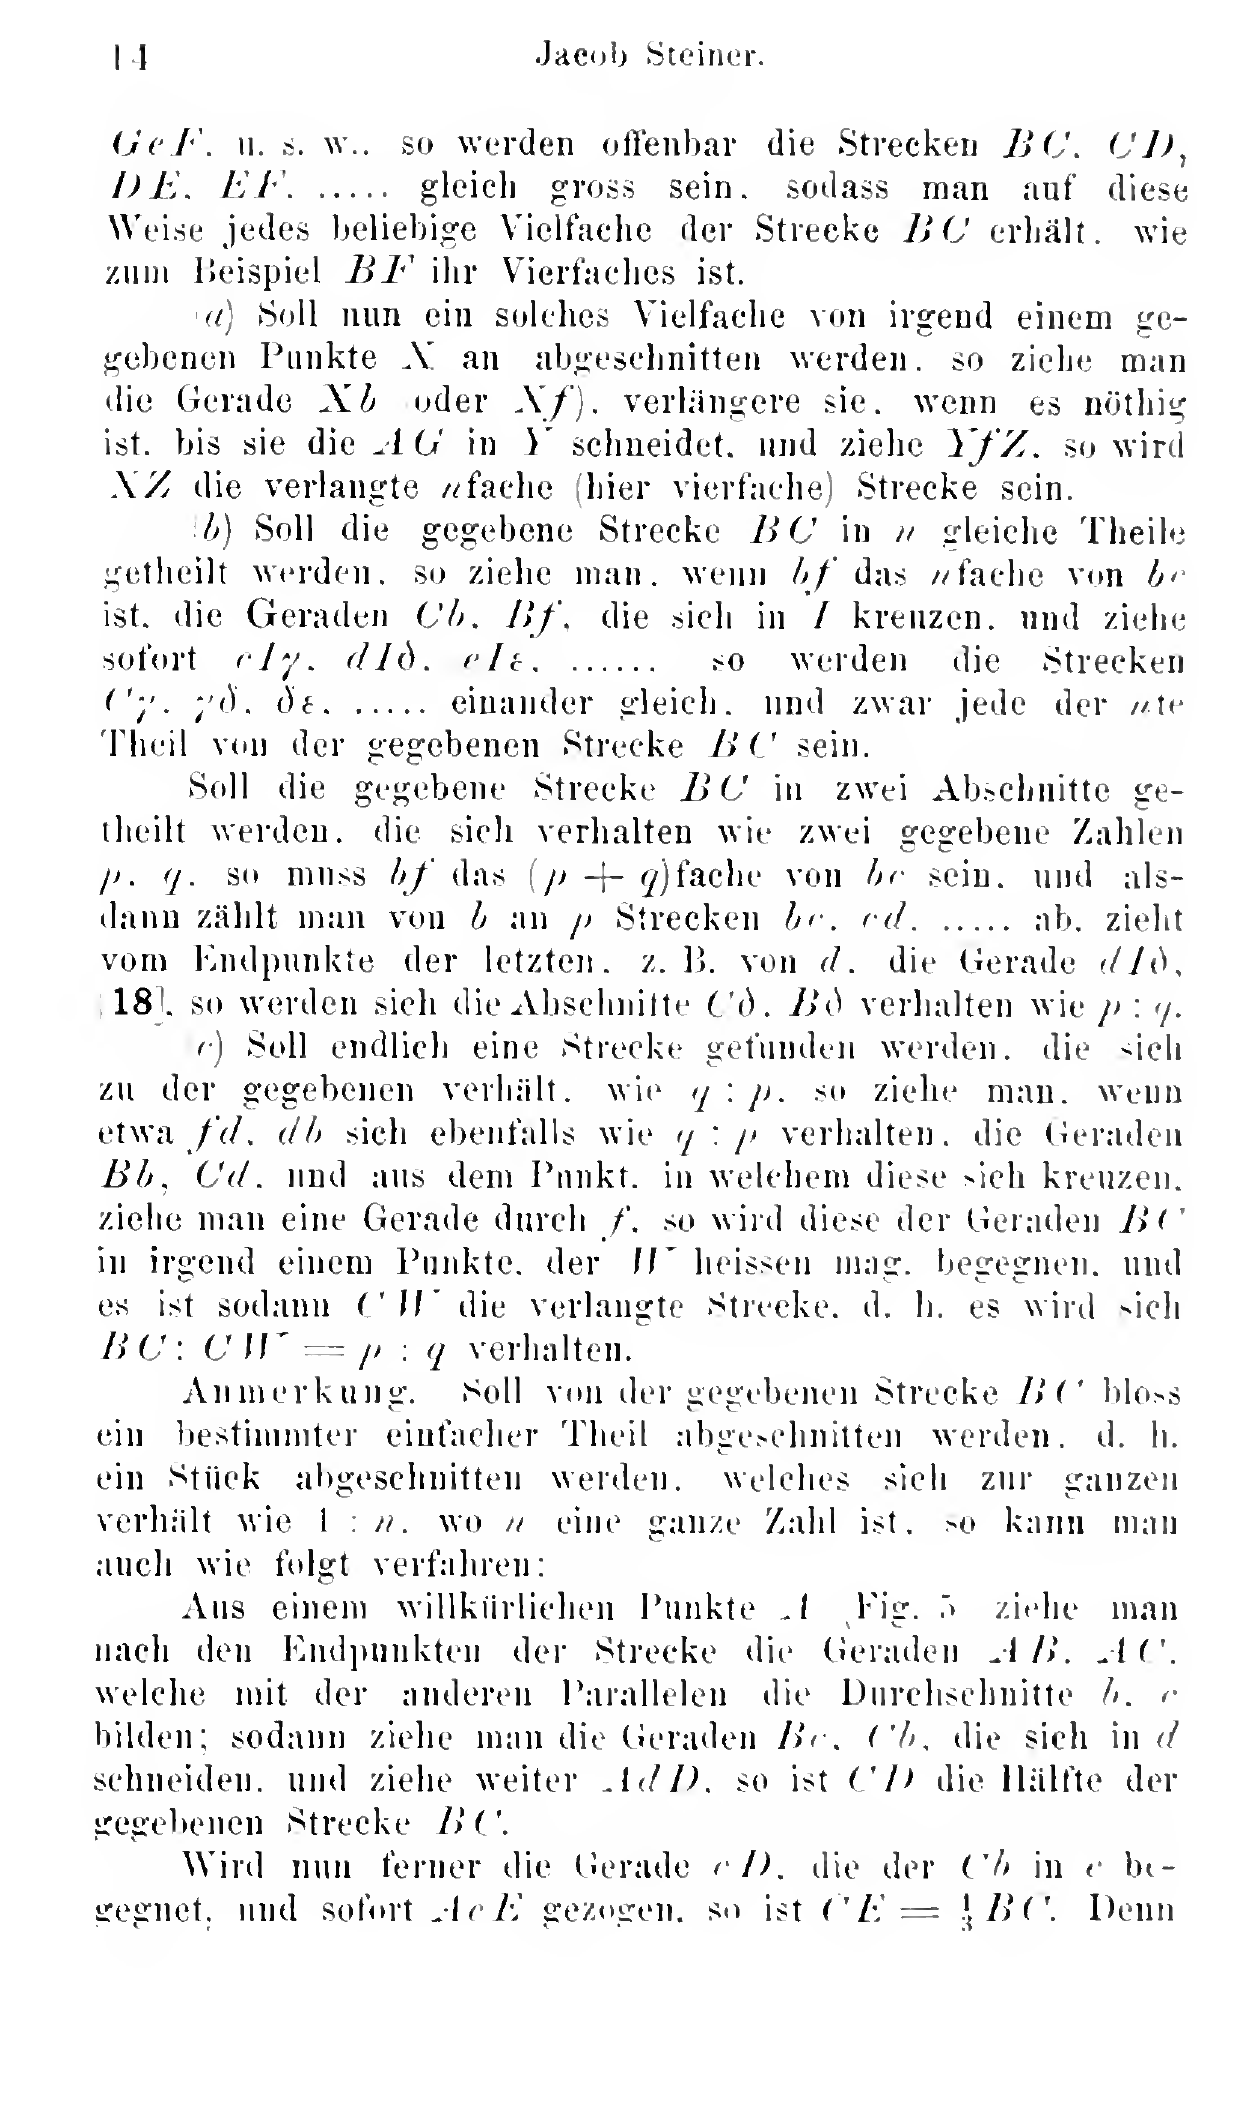 14 Jacob Steiner.
GeF, u. s. w., so werden offenbar die Strecken BC, CD,
DE, EF, ..... gleich gross sein, sodass man auf diese
Weise jedes beliebige Vielfache der Strecke BC erhält, wie
zum Beispiel BF ihr Vierfaches ist.
a) Soll nun ein solches Vielfache von irgend einem ge-
gebenen Punkte X an abgeschnitten werden, so ziehe man
die Gerade Xb (oder Xf), verlängere sie, wenn es nöthig
ist, bis sie die AG in Y schneidet, und ziehe YfZ, so wird
XZ die verlangte nfache (hier vierfache) Strecke sein.
b) Soll die gegebene Strecke BC in n gleiche Theile
getheilt werden, so ziehe man, wenn bf das nfache von bc
ist, die Geraden Cb, Bf, die sich in I kreuzen, und ziehe
sofort cIγ, dIδ, eIε, ...... so werden die Strecken
Cγ, γδ, δε, ..... einander gleich, und zwar jede der nte
Theil von der gegebenen Strecke BC sein.
Soll die gegebene Strecke BC in zwei Abschnitte ge-
theilt werden, die sich verhalten wie zwei gegebene Zahlen
p, q, so muss bf das (p + q)fache von bc sein, und als-
dann zählt man von b an p Strecken bc, cd, ..... ab, zieht
vom Endpunkte der letzten, z. B. von d, die Gerade dIδ,
[18], so werden sich die Abschnitte Cδ, Bδ verhalten wie p : q.
c) Soll endlich eine Strecke gefunden werden, die sich
zu der gegebenen verhält, wie q : p, so ziehe man, wenn
etwa fd, db sich ebenfalls wie q : p verhalten, die Geraden
Bb, Cd, und aus dem Punkt, in welchem diese sich kreuzen,
ziehe man eine Gerade durch f, so wird diese der Geraden BC
in irgend einem Punkte, der W heissen mag, begegnen, und
es ist sodann CW die verlangte Strecke, d. h. es wird sich
BC : CW = p : q verhalten.
Anmerkung. Soll von der gegebenen Strecke BC bloss
ein bestimmter einfacher Theil abgeschnitten werden, d. h.
ein Stück abgeschnitten werden, welches sich zur ganzen
verhält wie 1 : n, wo n eine ganze Zahl ist, so kann man
auch wie folgt verfahren:
Aus einem willkürlichen Punkte A (Fig. 5) ziehe man
nach den Endpunkten der Strecke die Geraden AB, AC,
welche mit der anderen Parallelen die Durchschnitte b, c
bilden; sodann ziehe man die Geraden Bc, Cb, die sich in d
schneiden, und ziehe weiter AdD, so ist CD die Hälfte der
gegebenen Strecke BC.
Wird nun ferner die Gerade cD, die der Cb in e be-
gegnet, und sofort AeE gezogen, so ist CE = ⅓BC. Denn